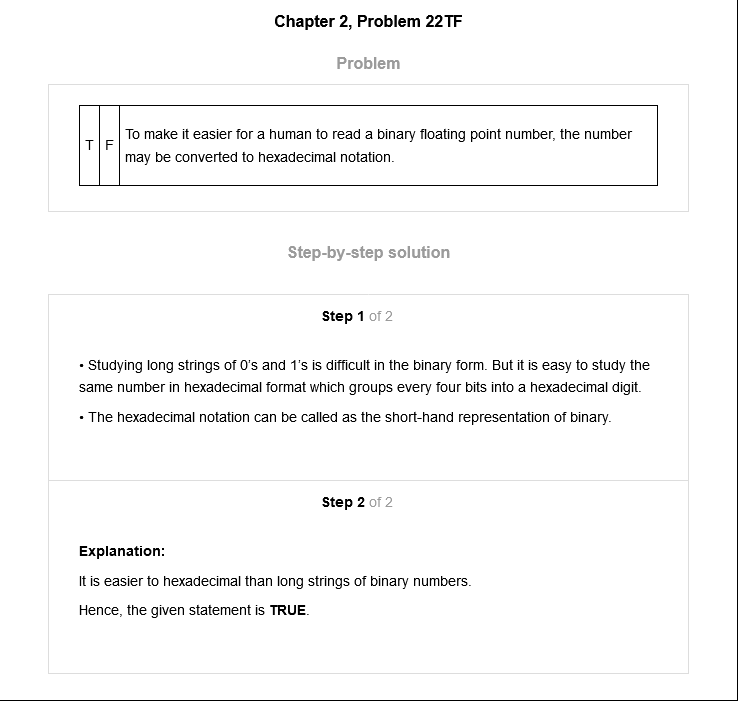 Chapter 2, Problem 22TF
Problem
T F To make it easier for a human to read a binary floating point number, the number
may be converted to hexadecimal notation.
Step-by-step solution
Step 1 of 2
• Studying long strings of 0's and 1's is difficult in the binary form. But it is easy to study the
same number in hexadecimal format which groups every four bits into a hexadecimal digit.
• The hexadecimal notation can be called as the short-hand representation of binary.
Step 2 of 2
Explanation:
It is easier to hexadecimal than long strings of binary numbers.
Hence, the given statement is TRUE.